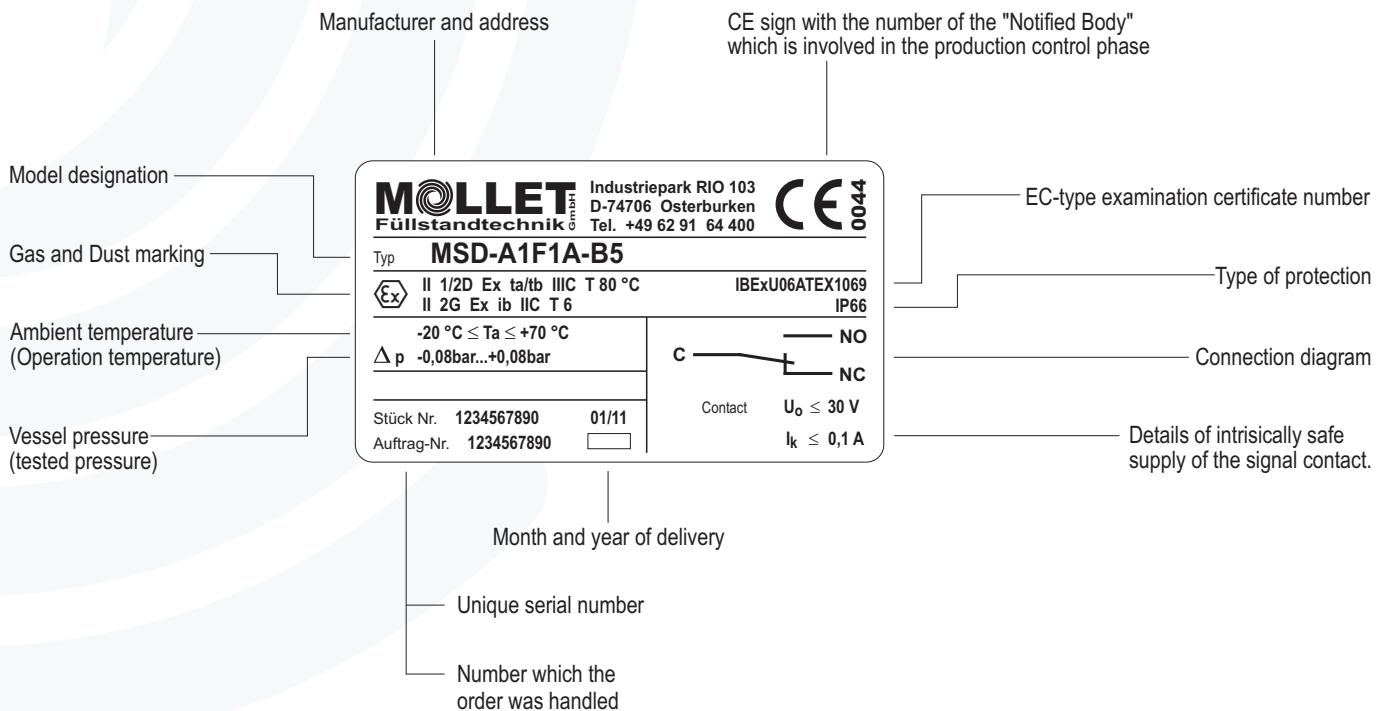 Manufacturer and address
CE sign with the number of the "Notified Body"
which is involved in the production control phase
Model designation
Gas and Dust marking
Ambient temperature
(Operation temperature)
Vessel pressure
(tested pressure)
MOLLET GmbH
Füllstandtechnik
Industriepark RIO 103
D-74706 Osterburken
Tel. +49 62 91 64 400
CE 0044
Typ MSD-A1F1A-B5
Ex II 1/2D Ex ta/tb IIIC T 80 °C
II 2G Ex ib IIC T 6
IBExU06ATEX1069
IP66
-20 °C ≤ Ta ≤ +70 °C
Δ p -0,08bar...+0,08bar
Stück Nr. 1234567890 01/11
Auftrag-Nr. 1234567890
NO
C
NC
Contact U₀ ≤ 30 V
Iₖ ≤ 0,1 A
EC-type examination certificate number
Type of protection
Connection diagram
Details of intrisically safe
supply of the signal contact.
Month and year of delivery
Unique serial number
Number which the
order was handled